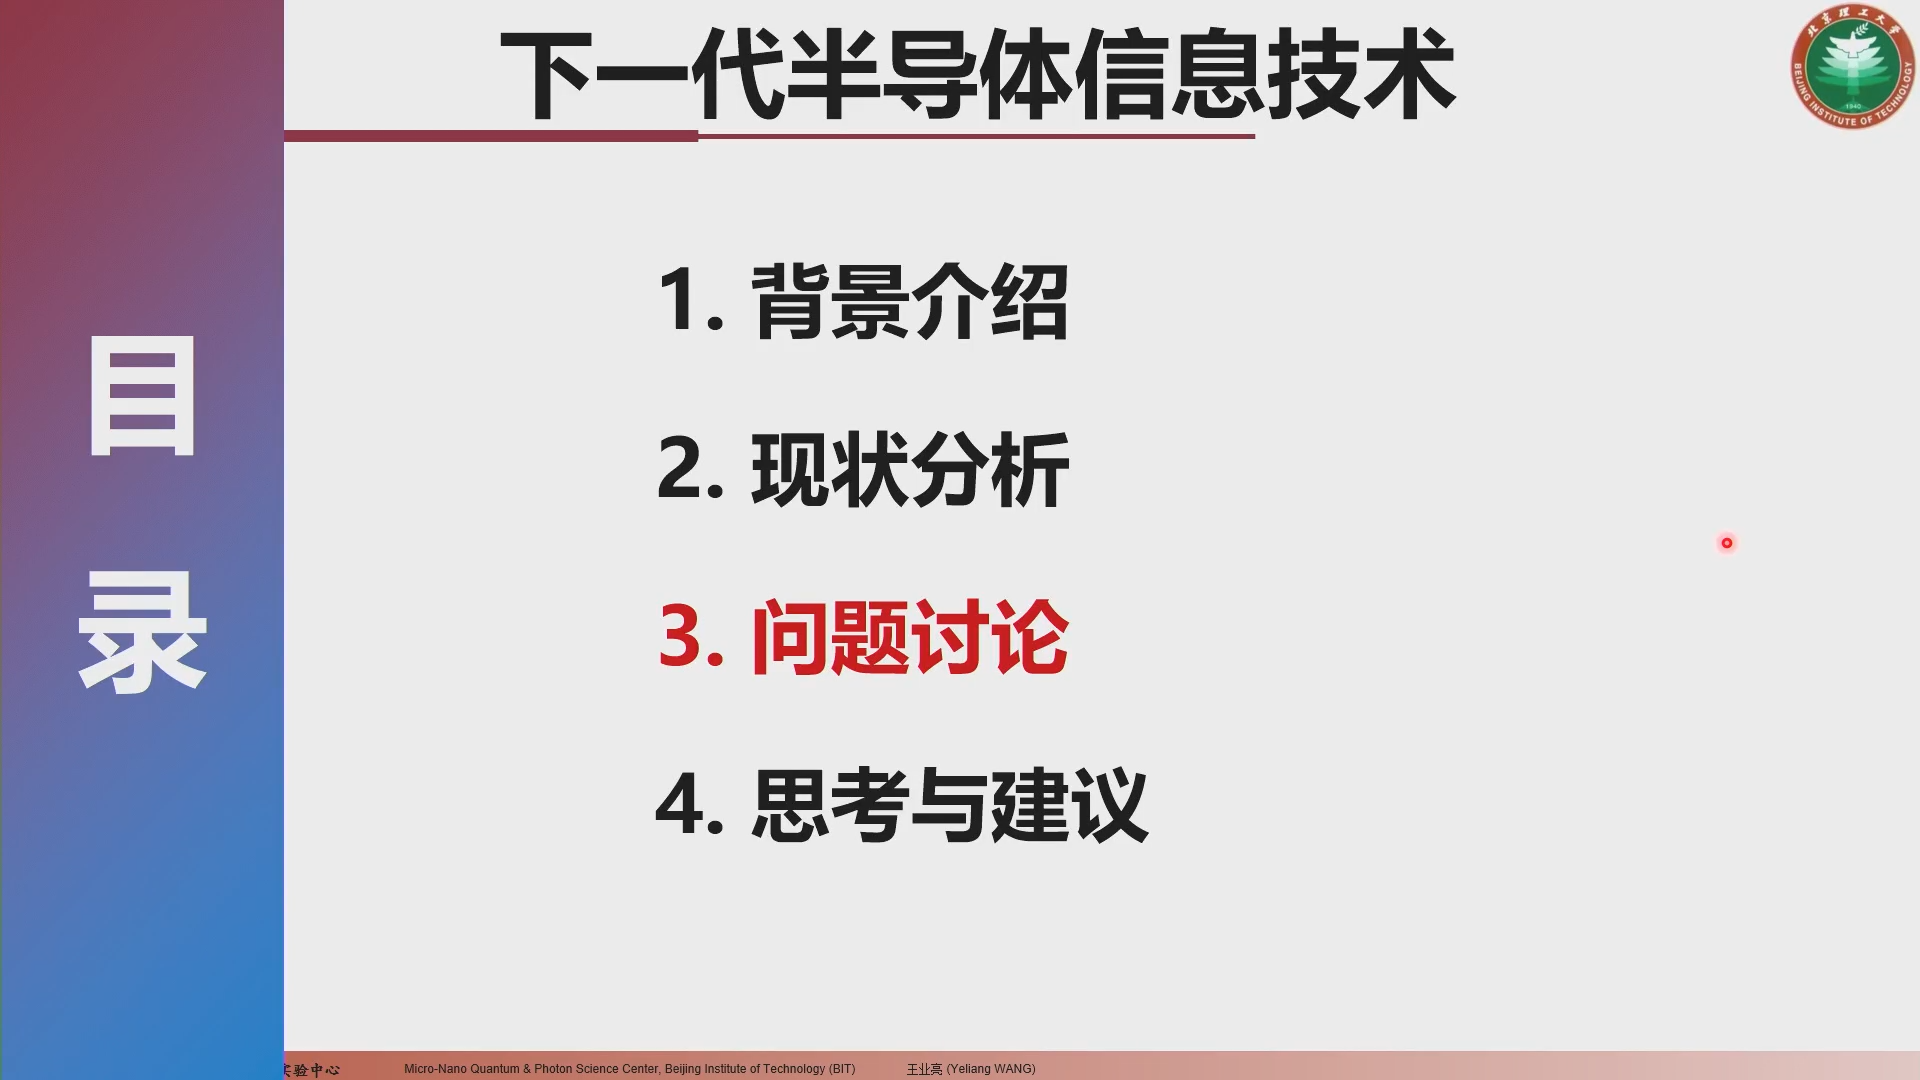 下一代半导体信息技术
北京理工大学
BEIJING INSTITUTE OF TECHNOLOGY
1940
目录
1. 背景介绍
2. 现状分析
3. 问题讨论
4. 思考与建议
实验中心 Micro-Nano Quantum & Photon Science Center, Beijing Institute of Technology (BIT) 王业亮 (Yeliang WANG)